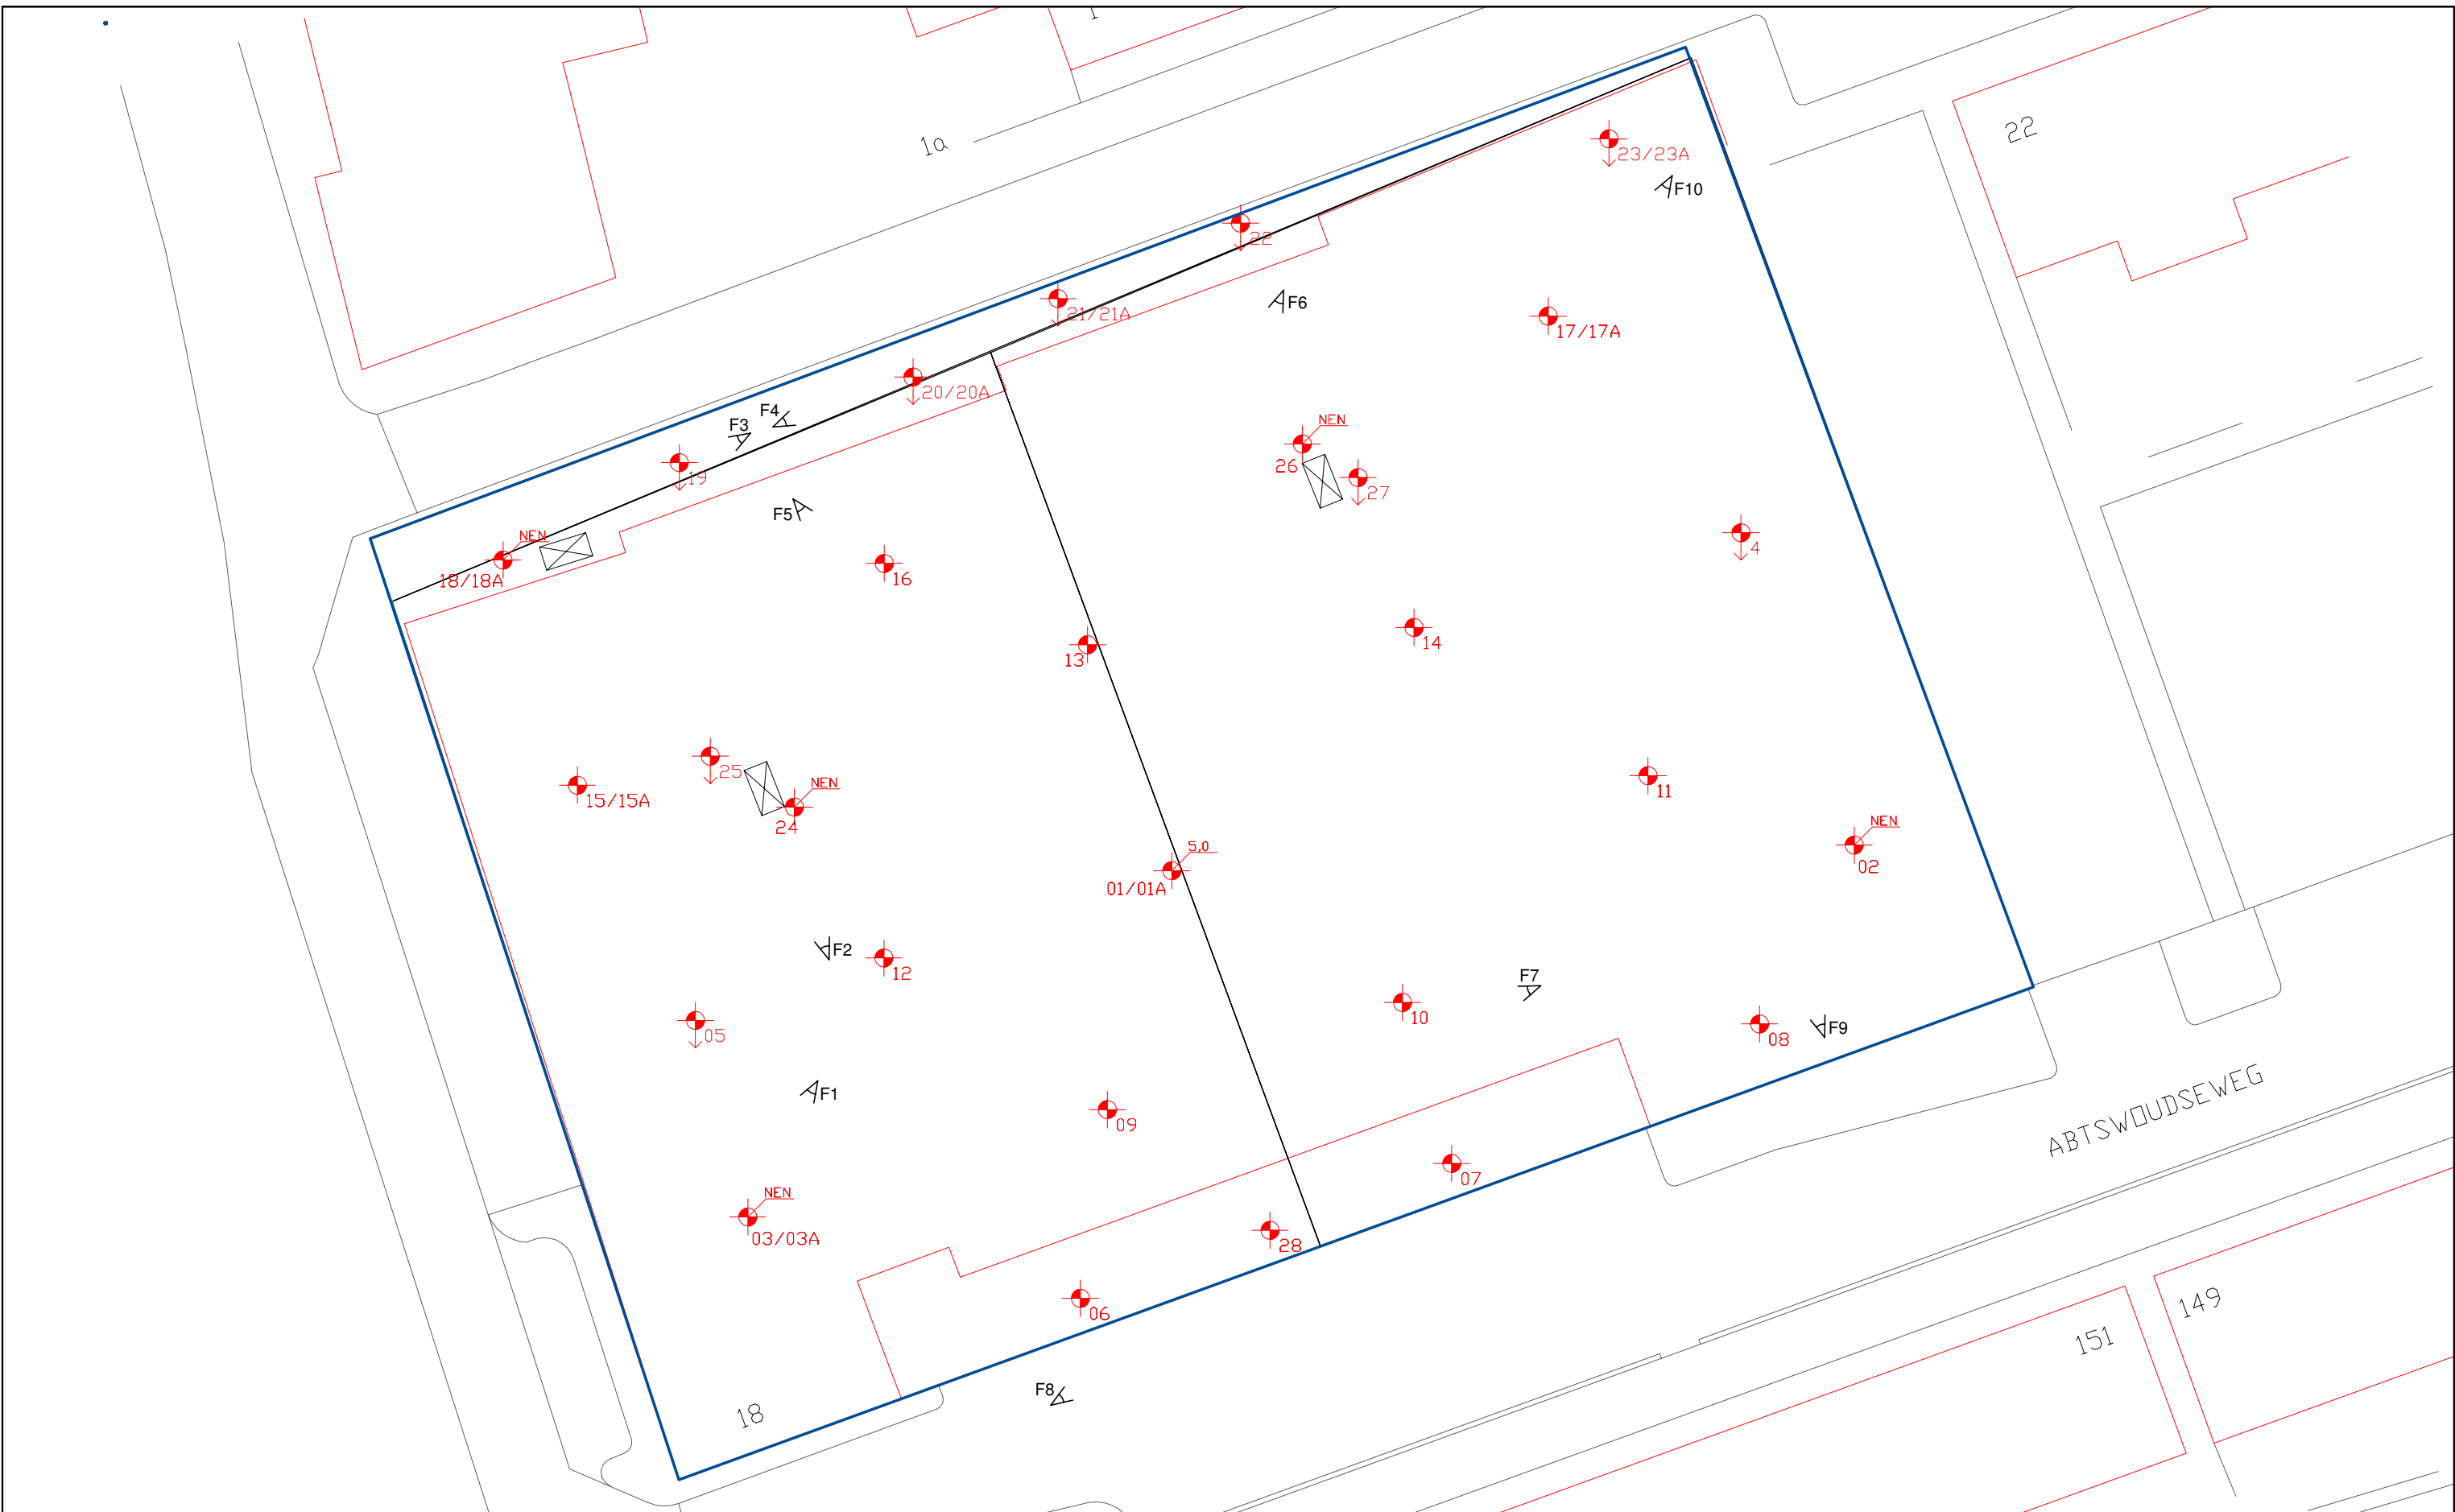 1a
22
23/23A
F10
22
21/21A
F6
17/17A
20/20A
F4
F3
NEN
26
19
27
F5
NEN
18/18A
4
16
14
13
25
15/15A
NEN
24
11
NEN
02
5,0
01/01A
F2
12
F7
10
05
08
F9
F1
09
ABTSWOUDSEWEG
07
NEN
03/03A
28
06
149
151
F8
18